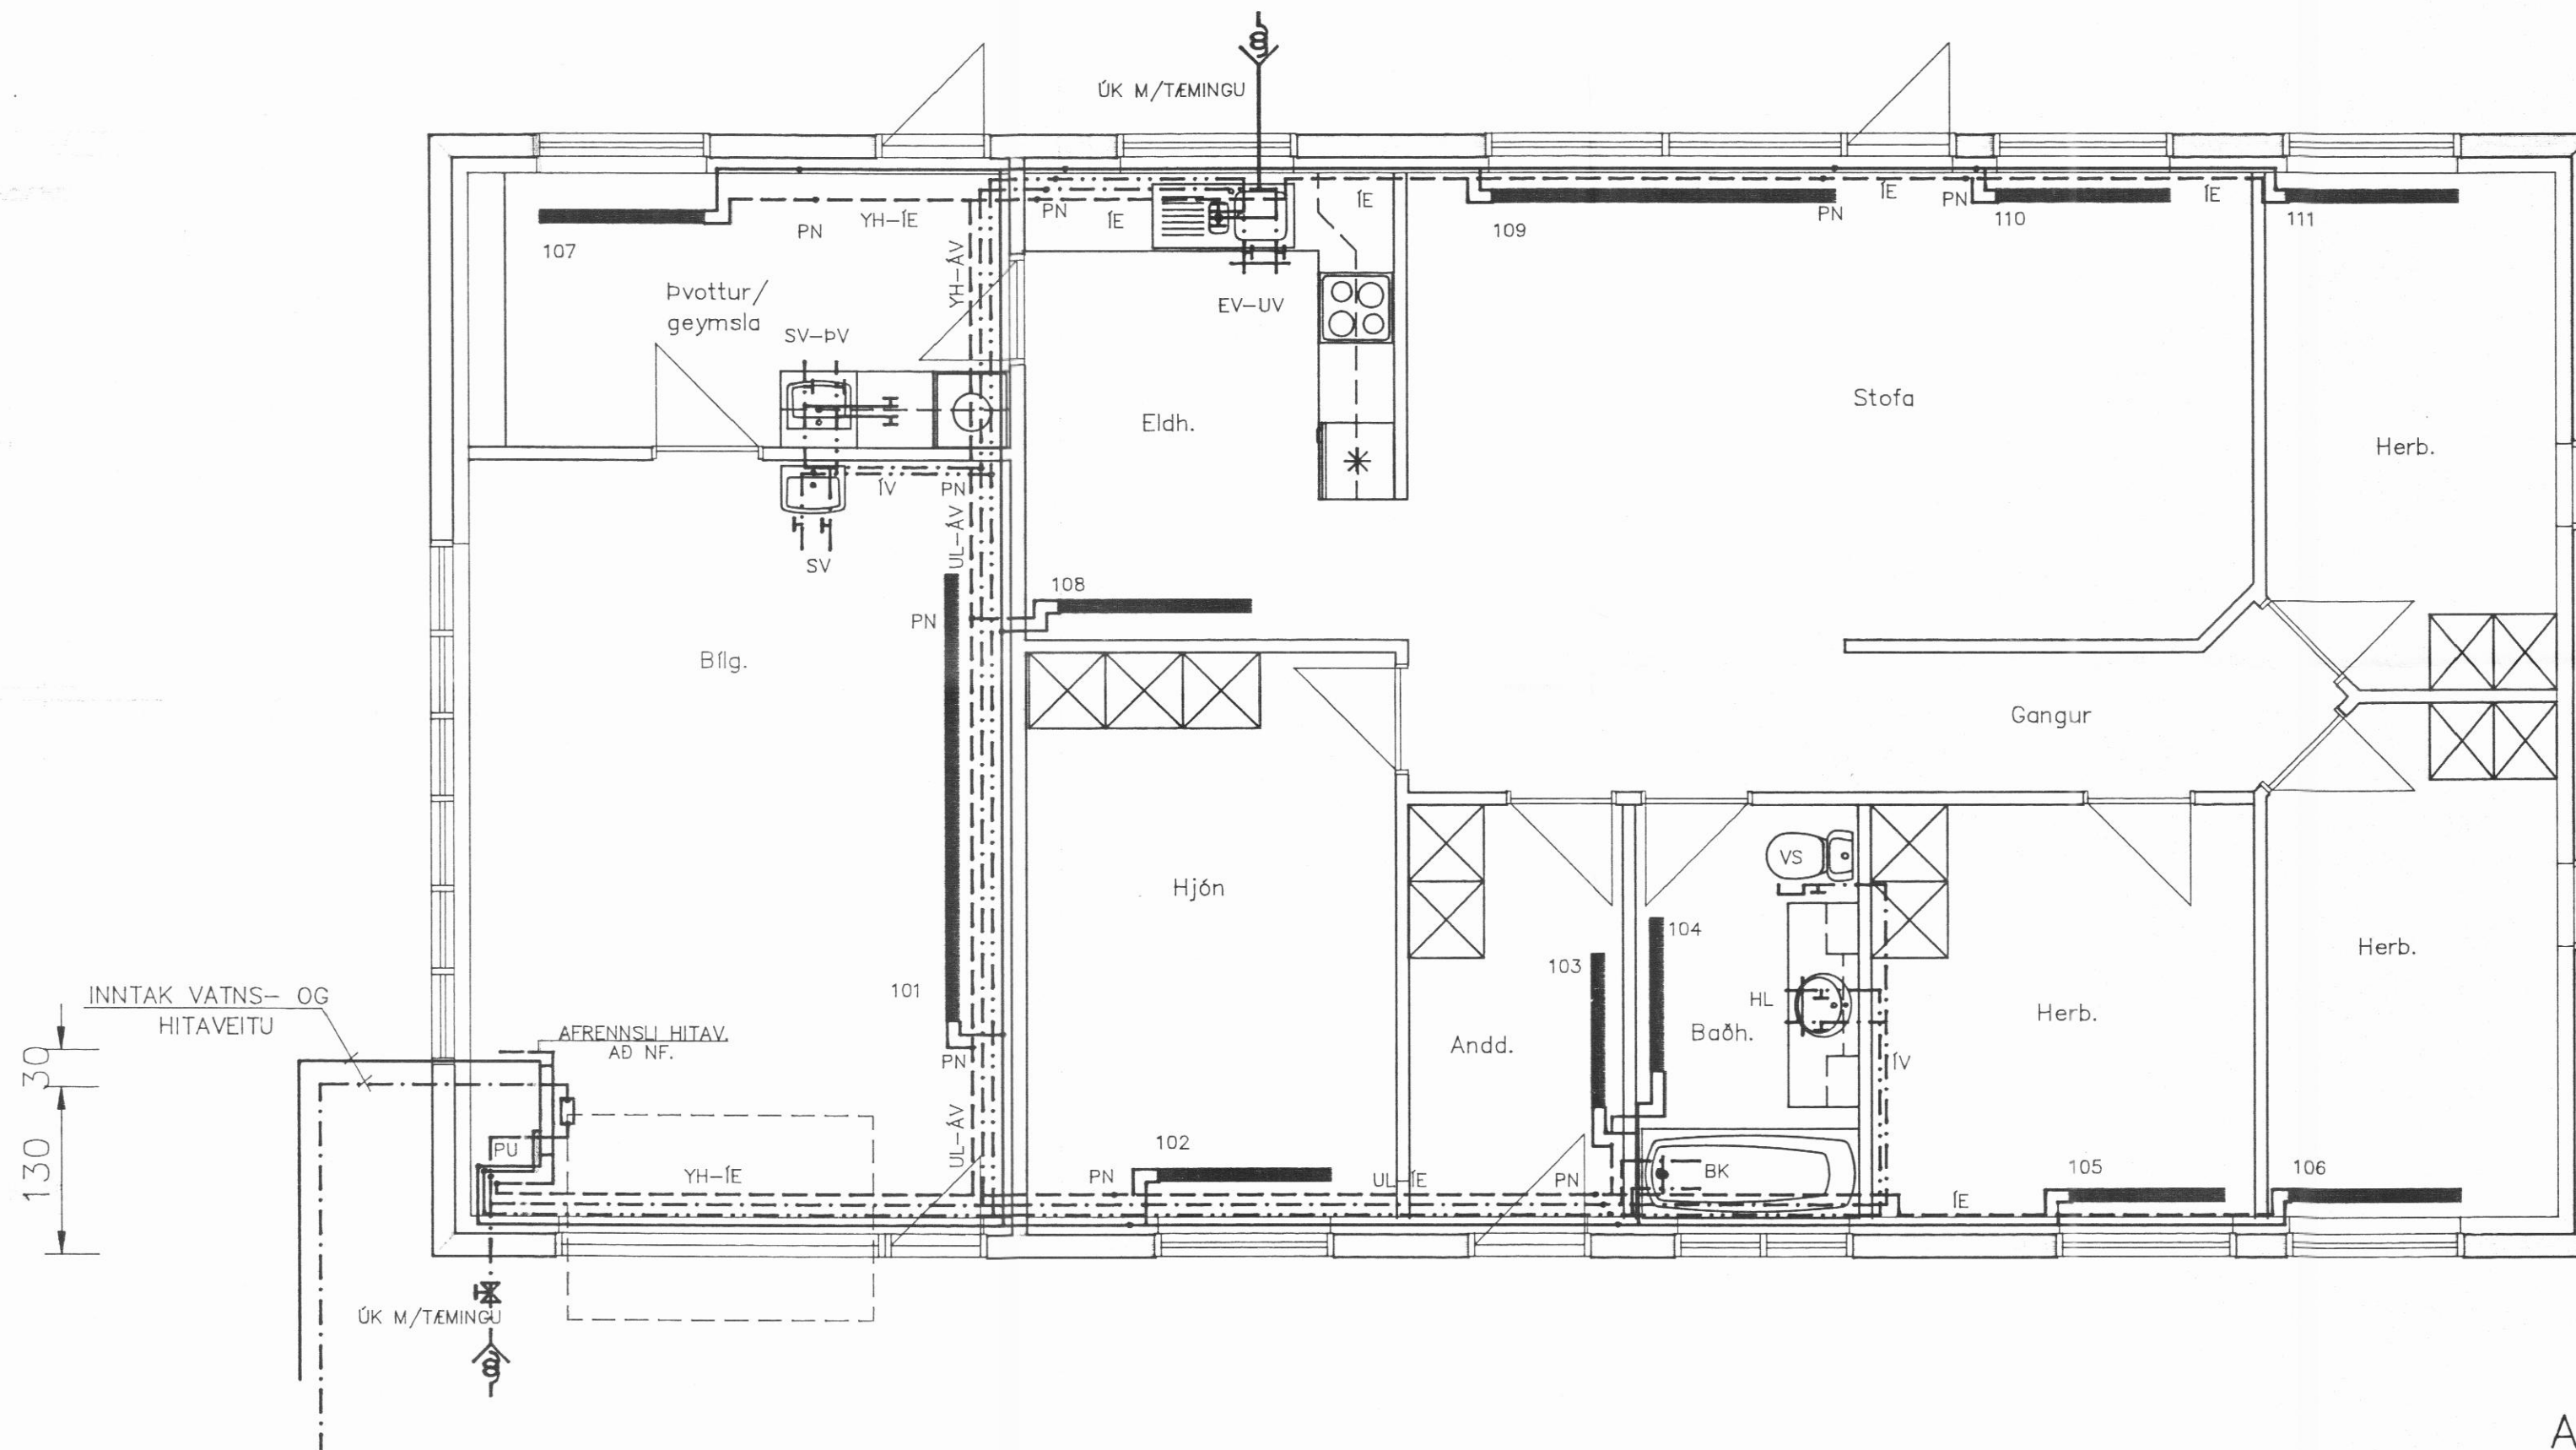 ÚK M/TÆMINGU
ÍE
ÍE
PN
ÍE
PN
YH-ÍE
PN
ÍE
PN
109
110
111
107
YH-ÁV
Þvottur/
geymsla
EV-UV
SV-ÞV
Stofa
Eldh.
Herb.
ÍV
PN
UL-ÁV
SV
108
PN
Bílg.
Gangur
VS
Hjón
104
103
Herb.
INNTAK VATNS- OG
HITAVEITU
101
HL
AFRENNSLI HITAV.
AÐ NF.
Andd.
Baðh.
Herb.
30
PN
ÍV
130
PU
UL-ÁV
102
YH-ÍE
PN
UL-ÍE
PN
BK
105
106
ÍE
ÚK M/TÆMINGU
A